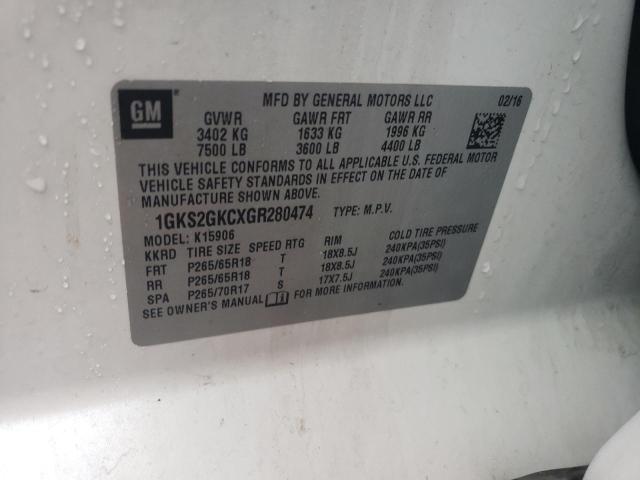 GM
MFD BY GENERAL MOTORS LLC 02/16
GVWR GAWR FRT GAWR RR
3402 KG 1633 KG 1996 KG
7500 LB 3600 LB 4400 LB
THIS VEHICLE CONFORMS TO ALL APPLICABLE U.S. FEDERAL MOTOR
VEHICLE SAFETY STANDARDS IN EFFECT ON THE DATE OF
MANUFACTURE SHOWN ABOVE.
1GKS2GKCXGR280474 TYPE: M.P.V.
MODEL: K15906
KKRD TIRE SIZE SPEED RTG RIM COLD TIRE PRESSURE
FRT P265/65R18 T 18X8.5J 240KPA(35PSI)
RR P265/65R18 T 18X8.5J 240KPA(35PSI)
SPA P265/70R17 S 17X7.5J 240KPA(35PSI)
SEE OWNER'S MANUAL FOR MORE INFORMATION.